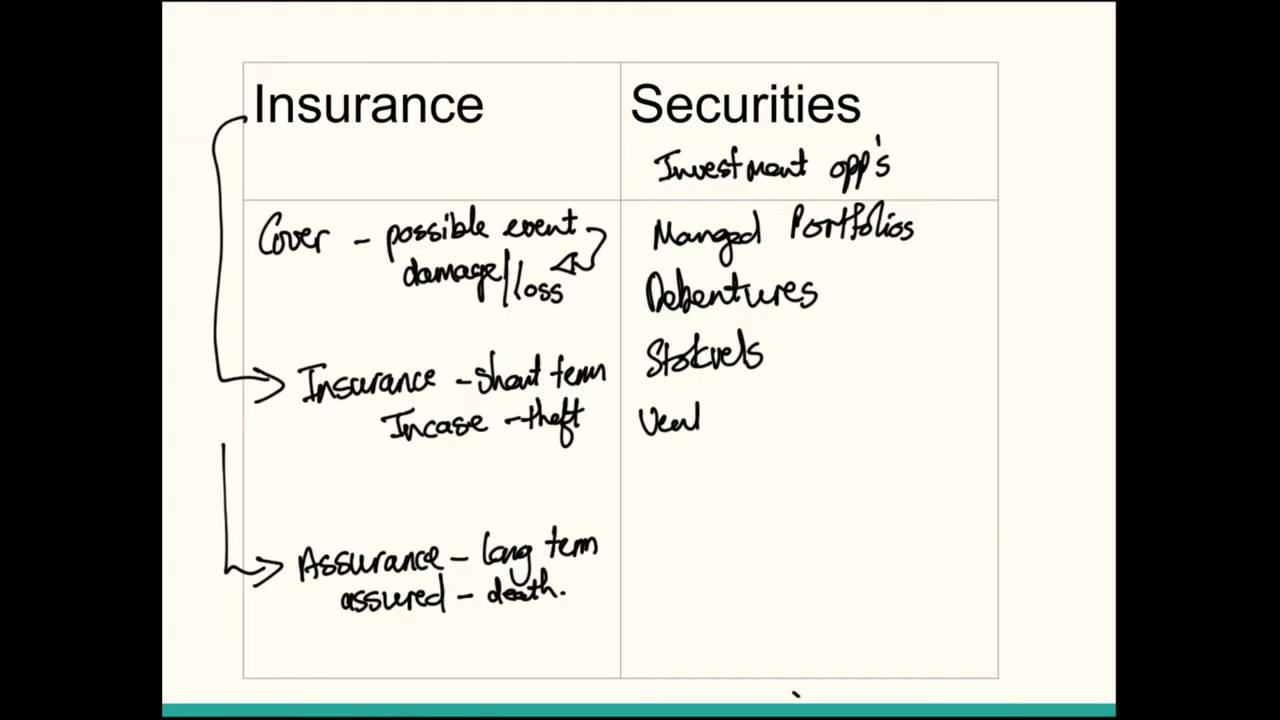 Insurance
Securities
Investment opp's
Cover - possible event
damage/loss
Insurance - short term
Incase - theft
Assurance - long term
assured - death.
Manged Portfolios
Debentures
Stokvels